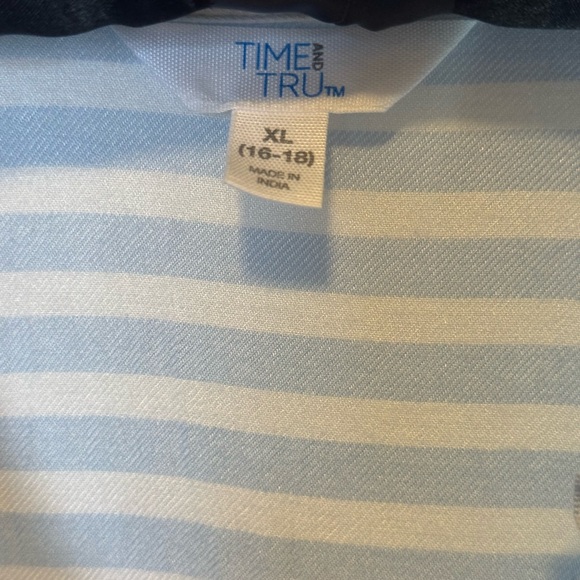 TIME AND
TRU™
XL
(16-18)
MADE IN
INDIA